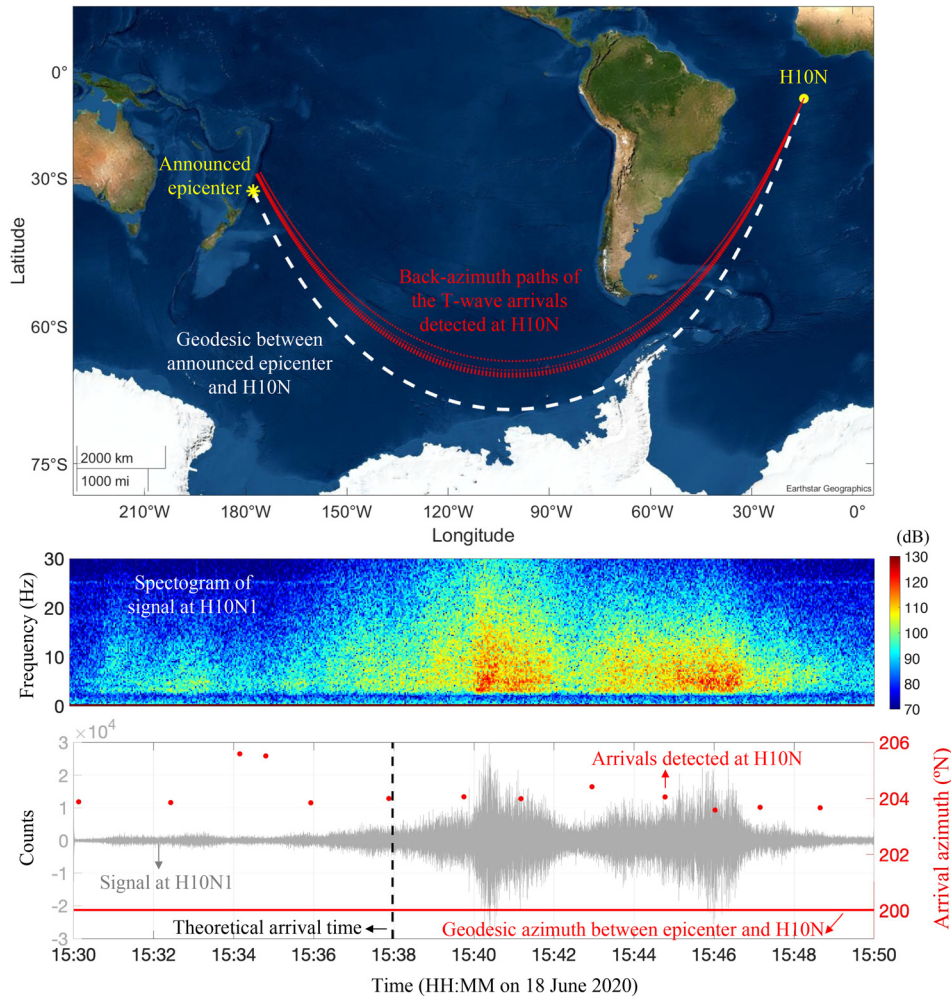 0°
30°S
60°S
75°S
Latitude
H10N
Announced
epicenter
Back-azimuth paths of
the T-wave arrivals
detected at H10N
Geodesic between
announced epicenter
and H10N
2000 km
1000 mi
Earthstar Geographics
210°W 180°W 150°W 120°W 90°W 60°W 30°W 0°
Longitude
(dB)
30
20
10
0
Frequency (Hz)
Spectogram of
signal at H10N1
130
120
110
100
90
80
70
×10⁴
3
2
1
0
-1
-2
-3
Counts
Arrivals detected at H10N
Signal at H10N1
Theoretical arrival time
Geodesic azimuth between epicenter and H10N
206
204
202
200
Arrival azimuth (ºN)
15:30 15:32 15:34 15:36 15:38 15:40 15:42 15:44 15:46 15:48 15:50
Time (HH:MM on 18 June 2020)